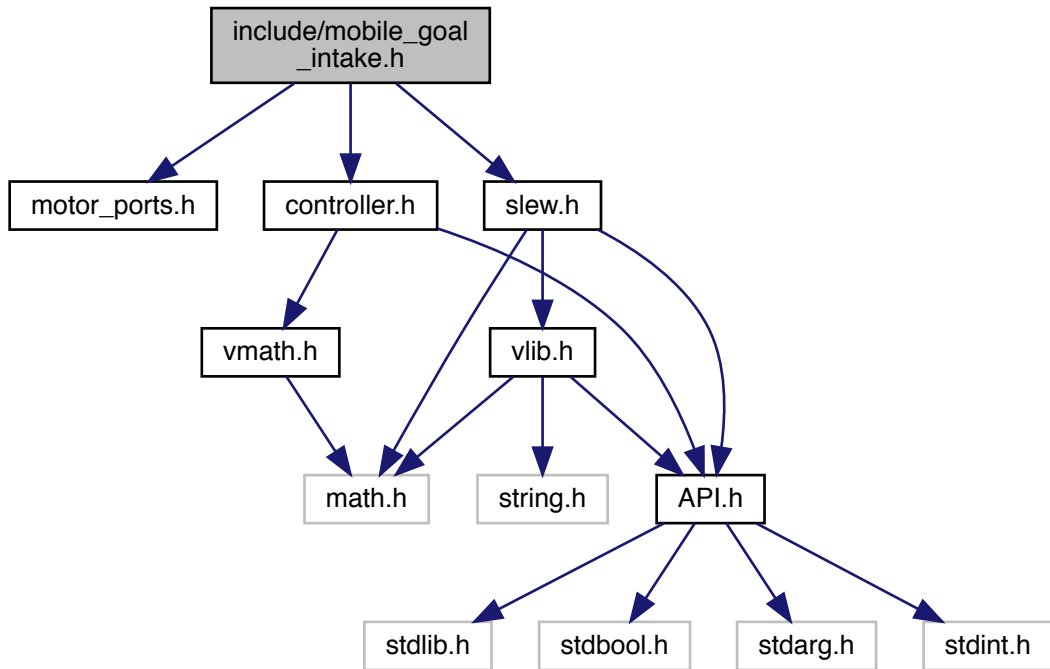 include/mobile_goal
_intake.h
motor_ports.h
controller.h
slew.h
vmath.h
vlib.h
math.h
string.h
API.h
stdlib.h
stdbool.h
stdarg.h
stdint.h